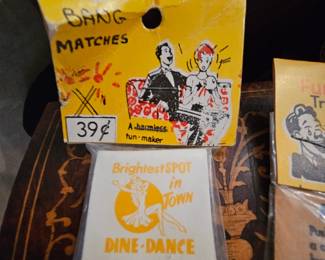 BANG
MATCHES
39¢
A harmless
fun-maker
Brightest SPOT
in
TOWN
DINE-DANCE